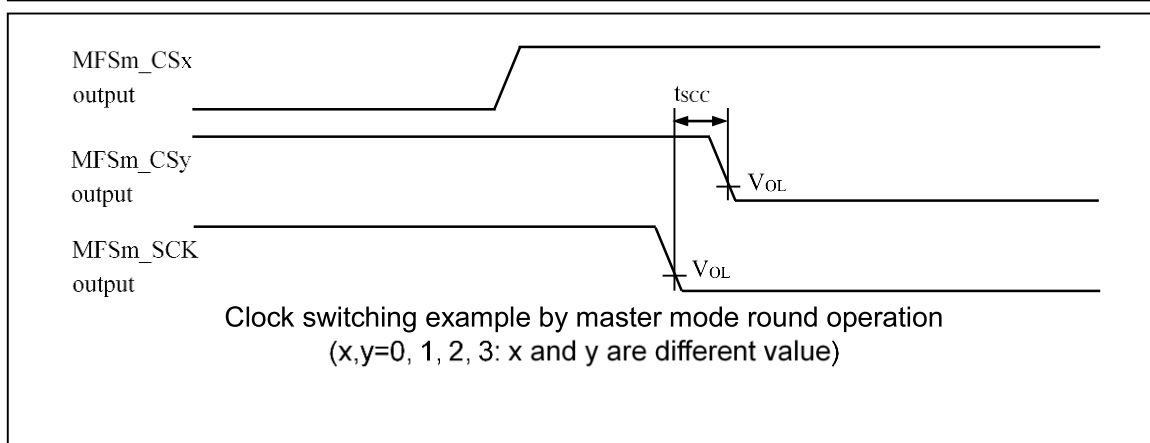 MFSm_CSx
output
tSCC
MFSm_CSy
output
VOL
MFSm_SCK
output
VOL
Clock switching example by master mode round operation
(x,y=0, 1, 2, 3: x and y are different value)